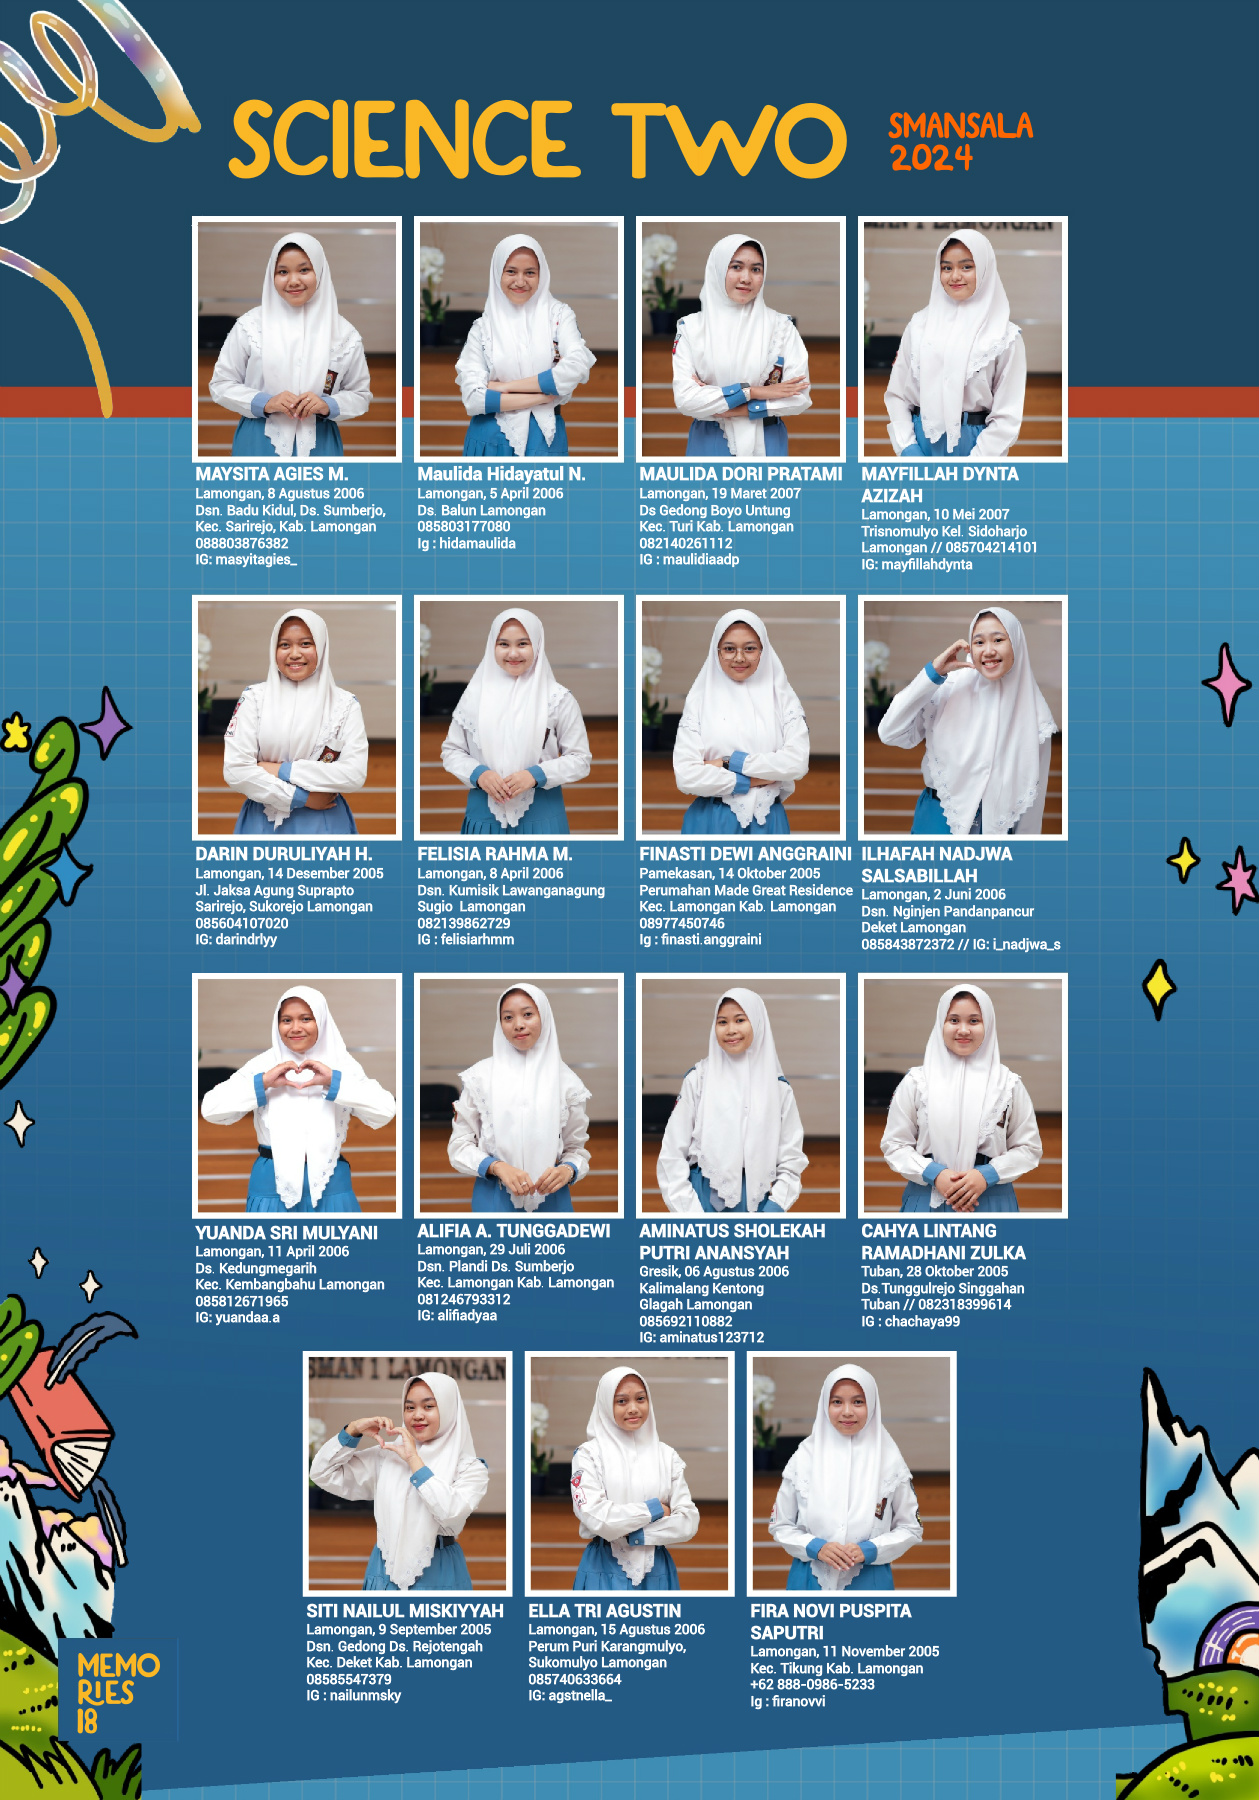 SCIENCE TWO
SMANSALA
2024
MAN 1 LAMONGAN
MAYSITA AGIES M.
Lamongan, 8 Agustus 2006
Dsn. Badu Kidul, Ds. Sumberjo,
Kec. Sarirejo, Kab. Lamongan
088803876382
IG: masyitagies_
Maulida Hidayatul N.
Lamongan, 5 April 2006
Ds. Balun Lamongan
085803177080
Ig : hidamaulida
MAULIDA DORI PRATAMI
Lamongan, 19 Maret 2007
Ds Gedong Boyo Untung
Kec. Turi Kab. Lamongan
082140261112
IG : maulidiaadp
MAYFILLAH DYNTA
AZIZAH
Lamongan, 10 Mei 2007
Trisnomulyo Kel. Sidoharjo
Lamongan // 085704214101
IG: mayfillahdynta
DARIN DURULIYAH H.
Lamongan, 14 Desember 2005
Jl. Jaksa Agung Suprapto
Sarirejo, Sukorejo Lamongan
085604107020
IG: darindrlyy
FELISIA RAHMA M.
Lamongan, 8 April 2006
Dsn. Kumisik Lawanganagung
Sugio Lamongan
082139862729
IG : felisiarhmm
FINASTI DEWI ANGGRAINI
Pamekasan, 14 Oktober 2005
Perumahan Made Great Residence
Kec. Lamongan Kab. Lamongan
08977450746
Ig : finasti.anggraini
ILHAFAH NADJWA
SALSABILLAH
Lamongan, 2 Juni 2006
Dsn. Nginjen Pandanpancur
Deket Lamongan
085843872372 // IG: i_nadjwa_s
YUANDA SRI MULYANI
Lamongan, 11 April 2006
Ds. Kedungmegarih
Kec. Kembangbahu Lamongan
085812671965
IG: yuandaa.a
ALIFIA A. TUNGGADEWI
Lamongan, 29 Juli 2006
Dsn. Plandi Ds. Sumberjo
Kec. Lamongan Kab. Lamongan
081246793312
IG: alifiadyaa
AMINATUS SHOLEKAH
PUTRI ANANSYAH
Gresik, 06 Agustus 2006
Kalimalang Kentong
Glagah Lamongan
085692110882
IG: aminatus123712
CAHYA LINTANG
RAMADHANI ZULKA
Tuban, 28 Oktober 2005
Ds.Tunggulrejo Singgahan
Tuban // 082318399614
IG : chachaya99
SMAN 1 LAMONGAN
SITI NAILUL MISKIYYAH
Lamongan, 9 September 2005
Dsn. Gedong Ds. Rejotengah
Kec. Deket Kab. Lamongan
08585547379
IG : nailunmsky
ELLA TRI AGUSTIN
Lamongan, 15 Agustus 2006
Perum Puri Karangmulyo,
Sukomulyo Lamongan
085740633664
IG: agstnella_
FIRA NOVI PUSPITA
SAPUTRI
Lamongan, 11 November 2005
Kec. Tikung Kab. Lamongan
+62 888-0986-5233
Ig : firanovvi
MEMO
RIES
18